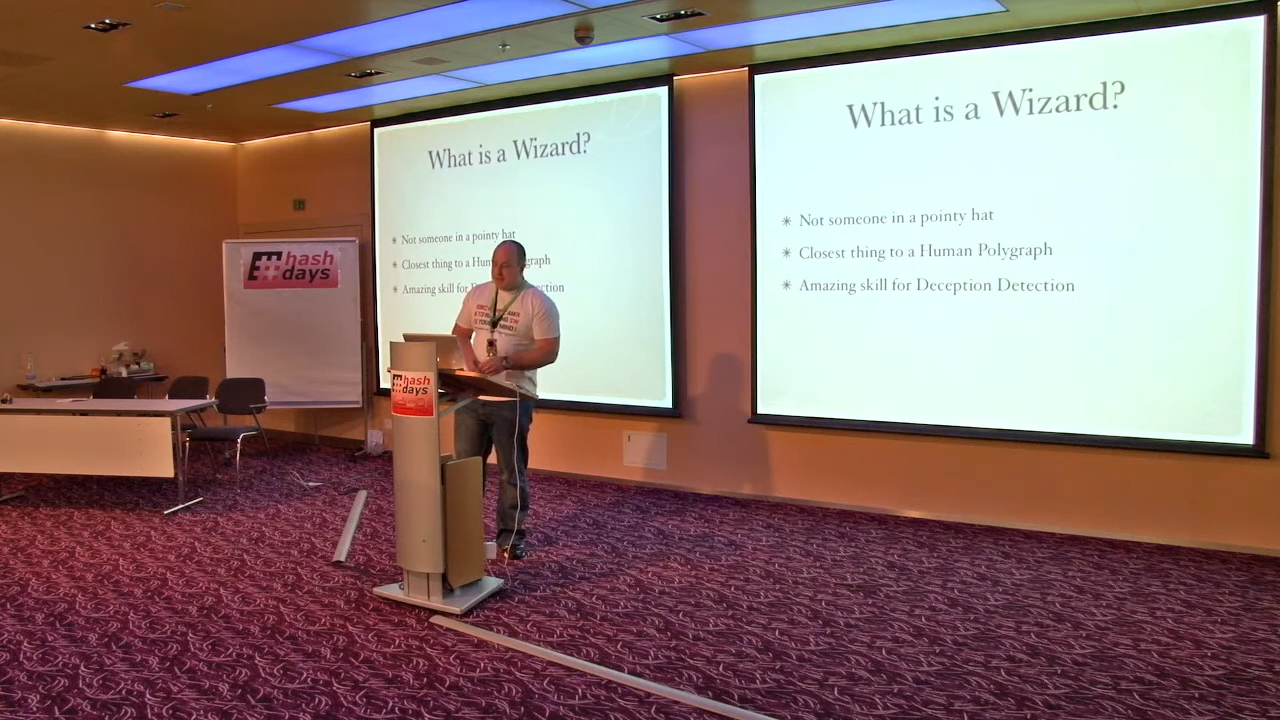 What is a Wizard?
Not someone in a pointy hat
Closest thing to a Human Polygraph
Amazing skill for Deception Detection
What is a Wizard?
Not someone in a pointy hat
Closest thing to a Hum graph
Amazing skill for ection
hash
days
hash
days